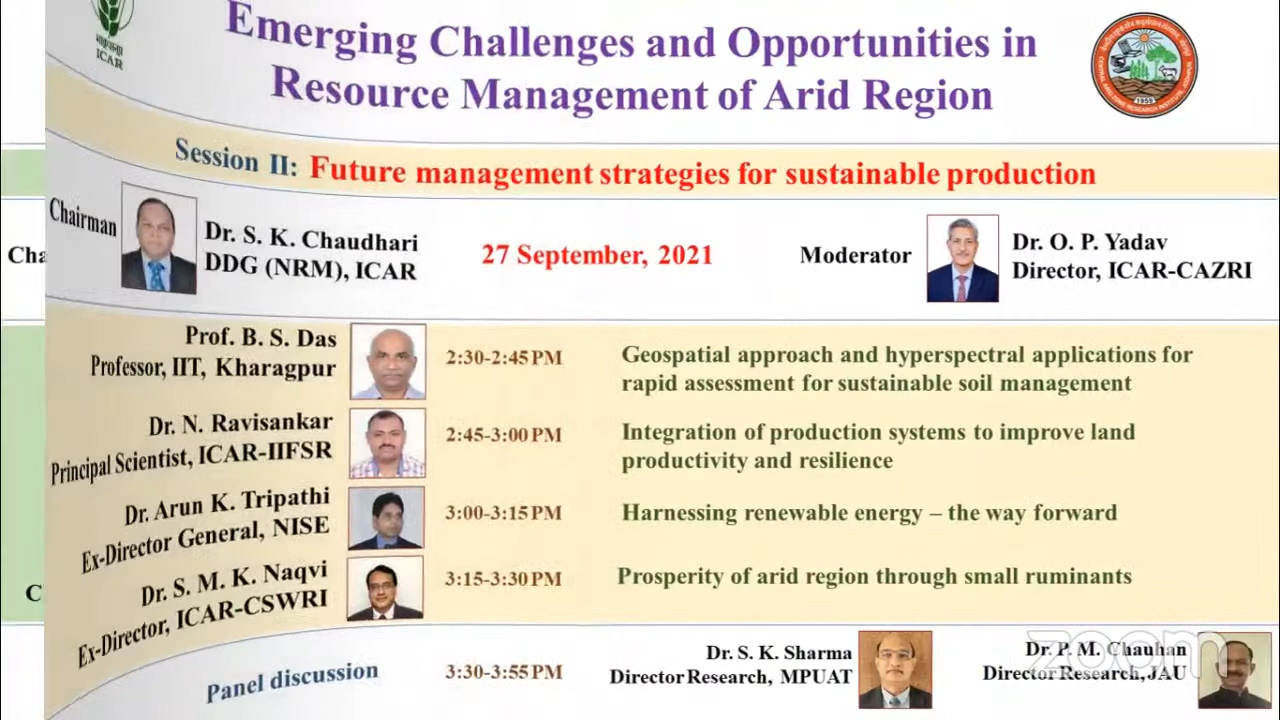 Emerging Challenges and Opportunities in
Resource Management of Arid Region
ICAR
1959
Session II: Future management strategies for sustainable production
Chairman
Dr. S. K. Chaudhari
DDG (NRM), ICAR
27 September, 2021
Moderator
Dr. O. P. Yadav
Director, ICAR-CAZRI
Cha
Prof. B. S. Das
Professor, IIT, Kharagpur
2:30-2:45 PM
Geospatial approach and hyperspectral applications for
rapid assessment for sustainable soil management
Dr. N. Ravisankar
Principal Scientist, ICAR-IIFSR
2:45-3:00 PM
Integration of production systems to improve land
productivity and resilience
Dr. Arun K. Tripathi
Ex-Director General, NISE
3:00-3:15 PM
Harnessing renewable energy – the way forward
Dr. S. M. K. Naqvi
Ex-Director, ICAR-CSWRI
3:15-3:30 PM
Prosperity of arid region through small ruminants
C
Panel discussion
3:30-3:55 PM
Dr. S. K. Sharma
Director Research, MPUAT
Dr. P. M. Chauhan
Director Research, JAU
zoom